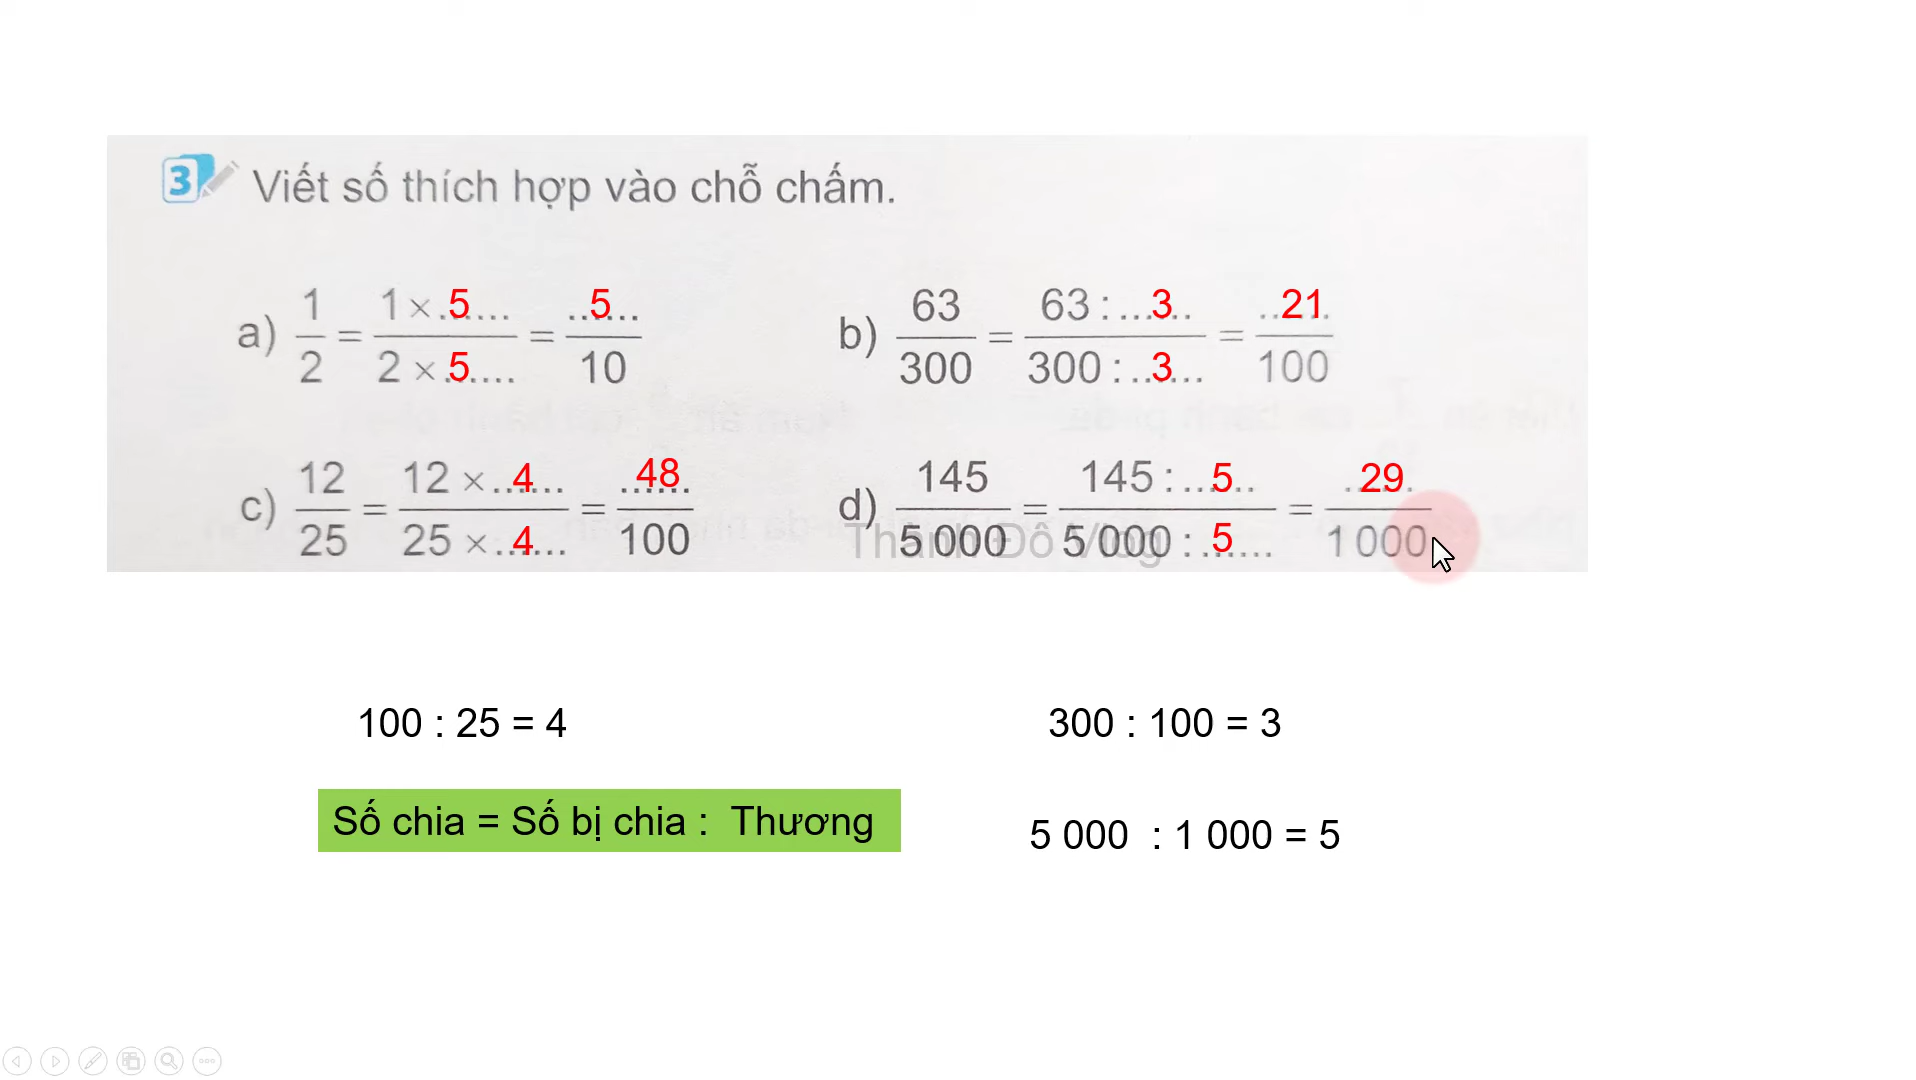 3 Viết số thích hợp vào chỗ chấm.
a) 1/2 = 1 × ..5.... / 2 × ..5.... = ..5... / 10
b) 63/300 = 63 : ...3.. / 300 : ..3... = ..21. / 100
c) 12/25 = 12 × ..4.... / 25 × ..4.... = ..48.. / 100
d) 145/5 000 = 145 : ...5.. / 5 000 : ..5.... = ..29.. / 1 000
Thành Đô Vlog
100 : 25 = 4
300 : 100 = 3
Số chia = Số bị chia : Thương
5 000 : 1 000 = 5